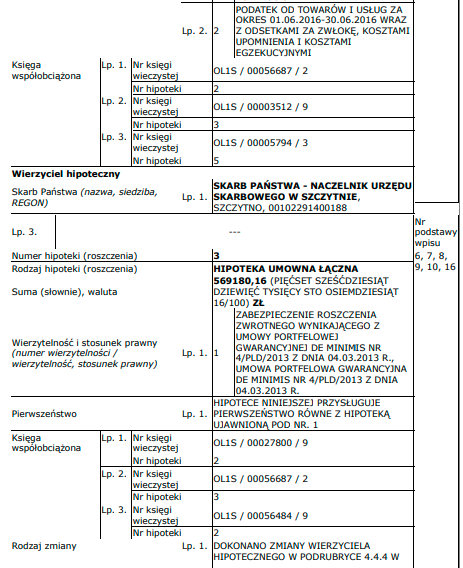 PODATEK OD TOWARÓW I USŁUG ZA
OKRES 01.06.2016-30.06.2016 WRAZ
Lp. 2. 2 Z ODSETKAMI ZA ZWŁOKĘ, KOSZTAMI
UPOMNIENIA I KOSZTAMI
EGZEKUCYJNYMI
Księga współobciążona
Lp. 1. Nr księgi wieczystej OL1S / 00056687 / 2
Nr hipoteki 2
Lp. 2. Nr księgi wieczystej OL1S / 00003512 / 9
Nr hipoteki 3
Lp. 3. Nr księgi wieczystej OL1S / 00005794 / 3
Nr hipoteki 5
Wierzyciel hipoteczny
Skarb Państwa (nazwa, siedziba,
REGON)
Lp. 1. SKARB PAŃSTWA - NACZELNIK URZĘDU
SKARBOWEGO W SZCZYTNIE,
SZCZYTNO, 00102291400188
Lp. 3. ---
Nr
podstawy
wpisu
6, 7, 8,
9, 10, 16
Numer hipoteki (roszczenia) 3
Rodzaj hipoteki (roszczenia) HIPOTEKA UMOWNA ŁĄCZNA
Suma (słownie), waluta
569180,16 (PIĘĆSET SZEŚĆDZIESIĄT
DZIEWIĘĆ TYSIĘCY STO OSIEMDZIESIĄT
16/100) ZŁ
Wierzytelność i stosunek prawny
(numer wierzytelności /
wierzytelność, stosunek prawny)
Lp. 1. 1
ZABEZPIECZENIE ROSZCZENIA
ZWROTNEGO WYNIKAJĄCEGO Z
UMOWY PORTFELOWEJ
GWARANCYJNEJ DE MINIMIS NR
4/PLD/2013 Z DNIA 04.03.2013 R.,
UMOWA PORTFELOWA GWARANCYJNA
DE MINIMIS NR 4/PLD/2013 Z DNIA
04.03.2013 R.
Pierwszeństwo
Lp. 1. HIPOTECE NINIEJSZEJ PRZYSŁUGUJE
PIERWSZEŃSTWO RÓWNE Z HIPOTEKĄ
UJAWNIONĄ POD NR. 1
Księga współobciążona
Lp. 1. Nr księgi wieczystej OL1S / 00027800 / 9
Nr hipoteki 2
Lp. 2. Nr księgi wieczystej OL1S / 00056687 / 2
Nr hipoteki 3
Lp. 3. Nr księgi wieczystej OL1S / 00056484 / 9
Nr hipoteki 2
Rodzaj zmiany
Lp. 1. DOKONANO ZMIANY WIERZYCIELA
HIPOTECZNEGO W PODRUBRYCE 4.4.4 W